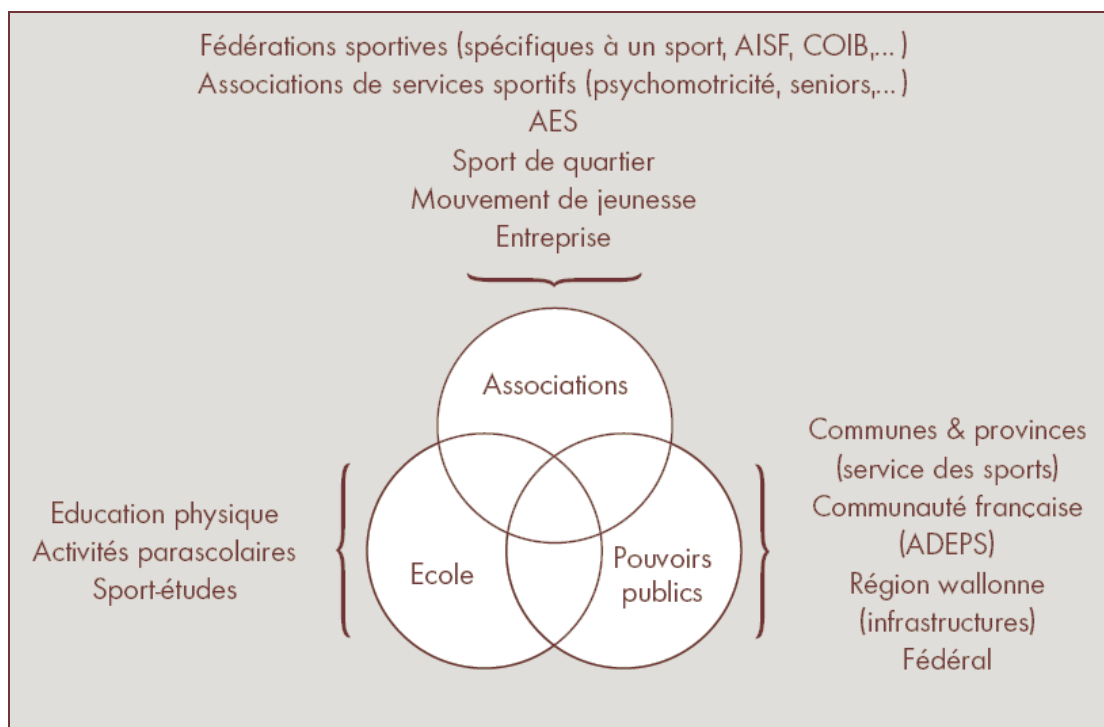 Fédérations sportives (spécifiques à un sport, AISF, COIB,... )
Associations de services sportifs (psychomotricité, seniors,... )
AES
Sport de quartier
Mouvement de jeunesse
Entreprise
Associations
Education physique
Activités parascolaires
Sport-études
Ecole
Pouvoirs
publics
Communes & provinces
(service des sports)
Communauté française
(ADEPS)
Région wallonne
(infrastructures)
Fédéral